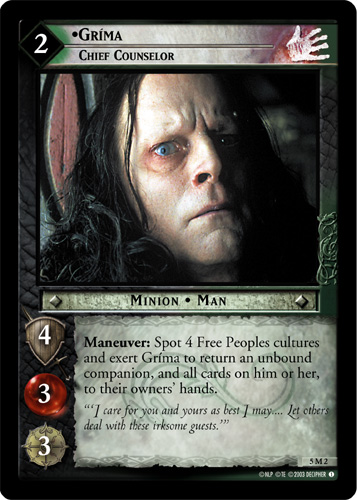 2
•Gríma
Chief Counselor
Minion • Man
4
3
3
Maneuver: Spot 4 Free Peoples cultures
and exert Gríma to return an unbound
companion, and all cards on him or her,
to their owners' hands.
“‘I care for you and yours as best I may.... Let others
deal with these irksome guests.’”
5 M 2
©NLP ©TE ©2003 DECIPHER